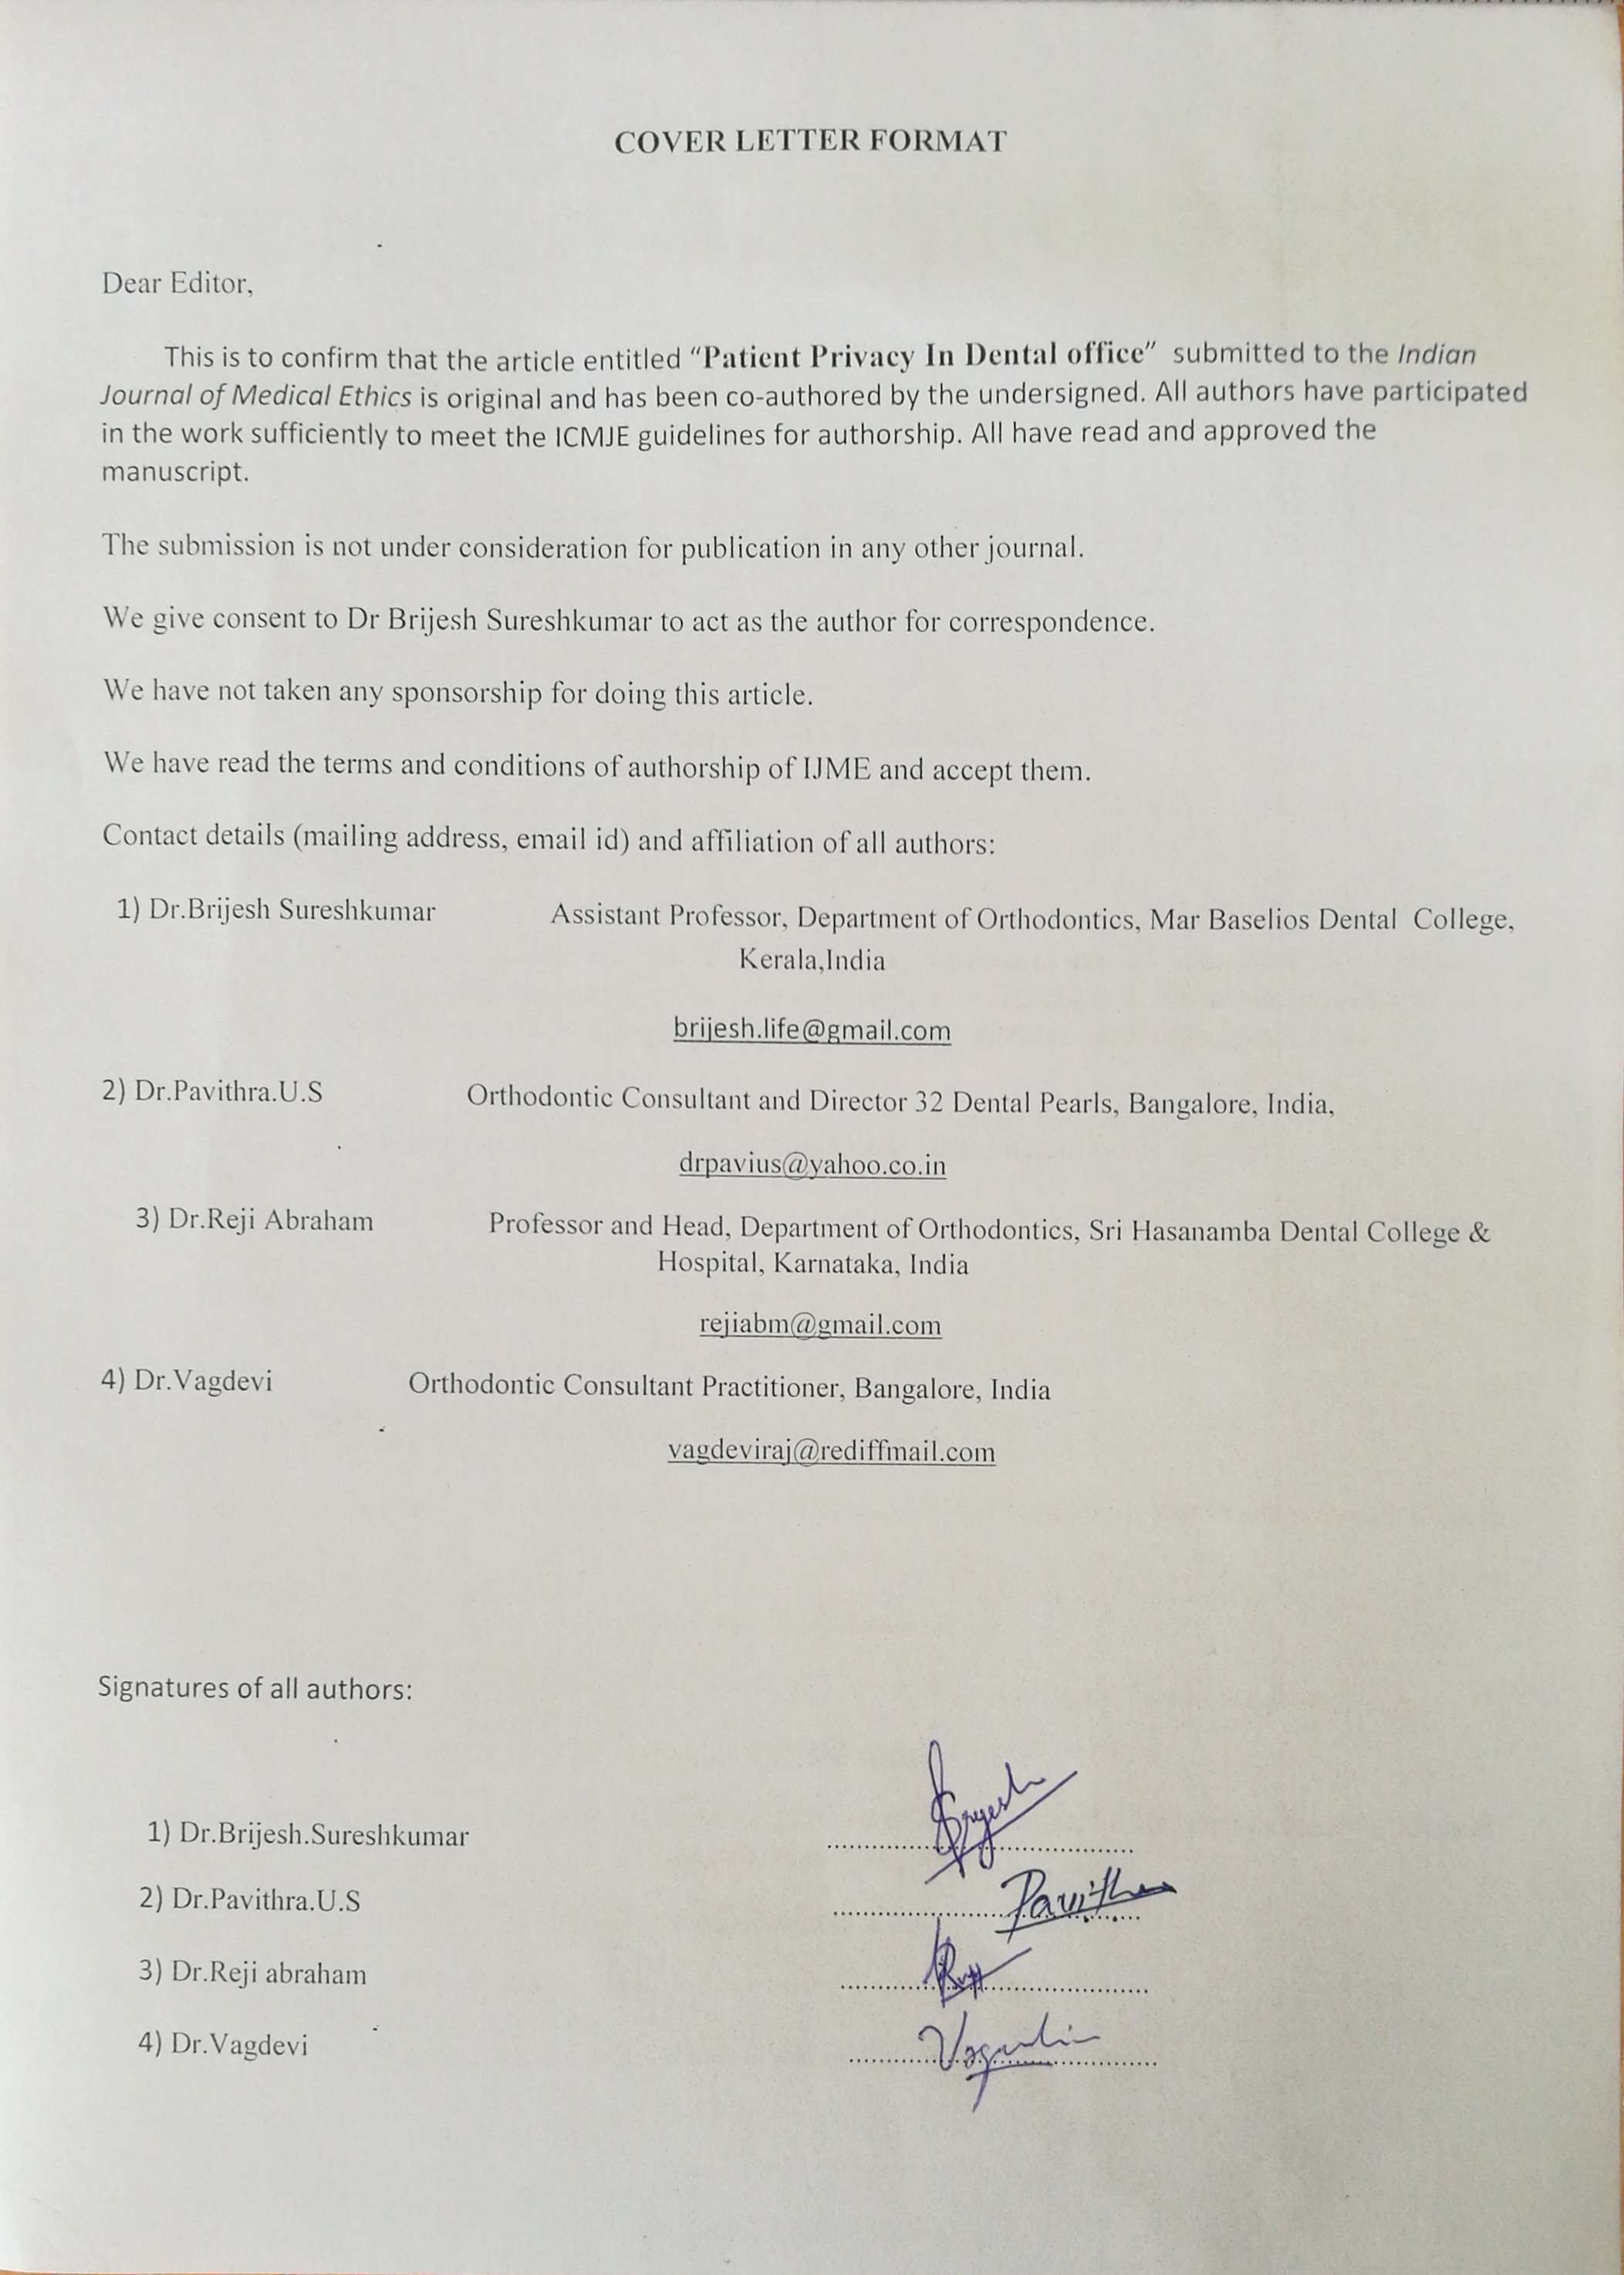 COVER LETTER FORMAT
Dear Editor,
This is to confirm that the article entitled “Patient Privacy In Dental office” submitted to the Indian
Journal of Medical Ethics is original and has been co-authored by the undersigned. All authors have participated
in the work sufficiently to meet the ICMJE guidelines for authorship. All have read and approved the
manuscript.
The submission is not under consideration for publication in any other journal.
We give consent to Dr Brijesh Sureshkumar to act as the author for correspondence.
We have not taken any sponsorship for doing this article.
We have read the terms and conditions of authorship of IJME and accept them.
Contact details (mailing address, email id) and affiliation of all authors:
1) Dr.Brijesh Sureshkumar Assistant Professor, Department of Orthodontics, Mar Baselios Dental College,
Kerala,India
brijesh.life@gmail.com
2) Dr.Pavithra.U.S Orthodontic Consultant and Director 32 Dental Pearls, Bangalore, India,
drpavius@yahoo.co.in
3) Dr.Reji Abraham Professor and Head, Department of Orthodontics, Sri Hasanamba Dental College &
Hospital, Karnataka, India
rejiabm@gmail.com
4) Dr.Vagdevi Orthodontic Consultant Practitioner, Bangalore, India
vagdeviraj@rediffmail.com
Signatures of all authors:
1) Dr.Brijesh.Sureshkumar
2) Dr.Pavithra.U.S
3) Dr.Reji abraham
4) Dr.Vagdevi